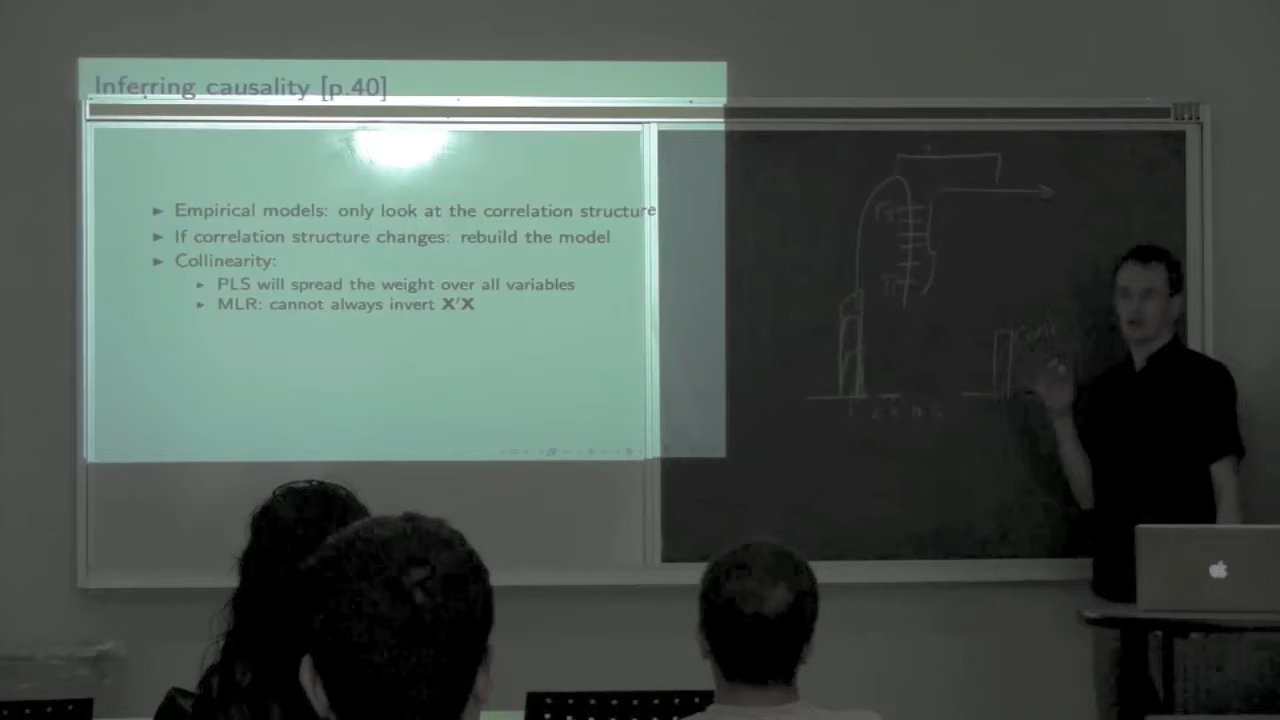 Inferring causality [p.40]
► Empirical models: only look at the correlation structure
► If correlation structure changes: rebuild the model
► Collinearity:
► PLS will spread the weight over all variables
► MLR: cannot always invert X'X